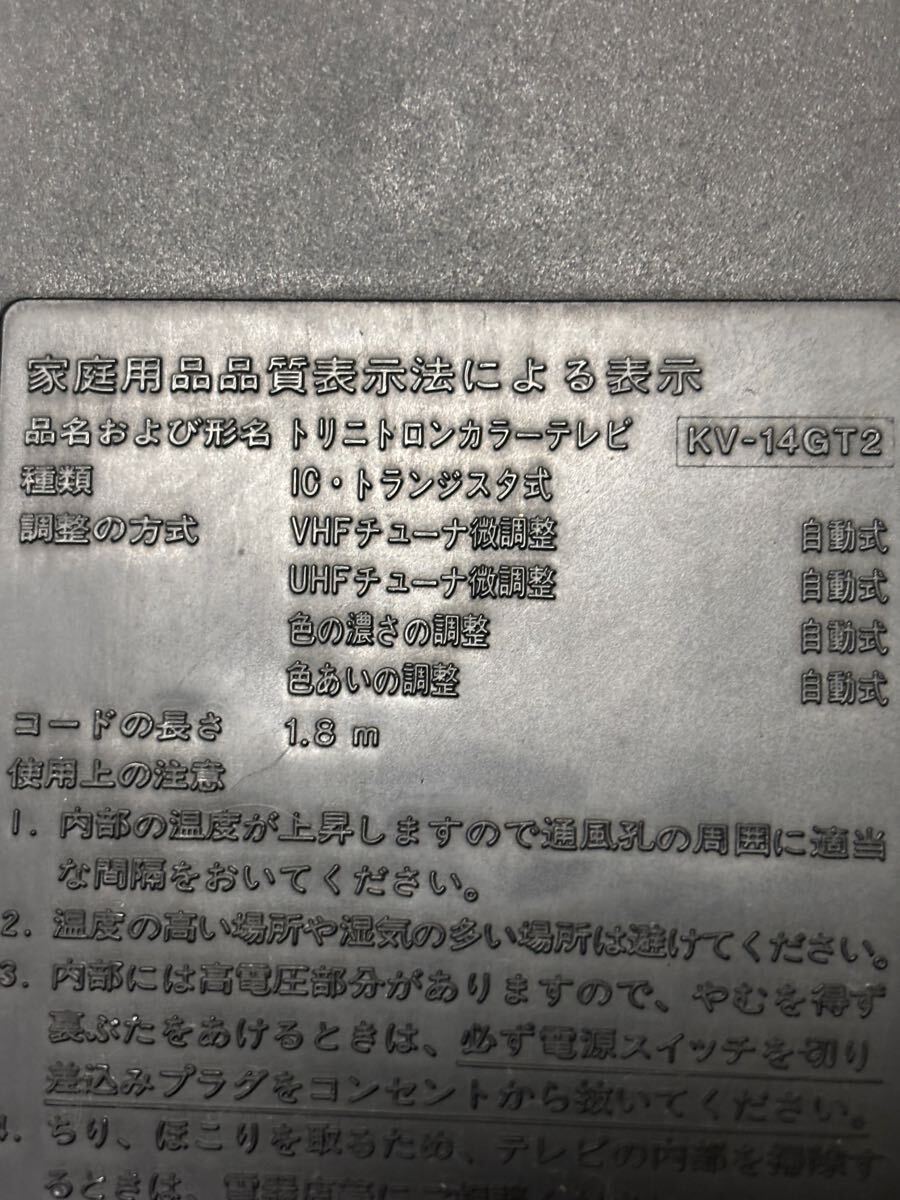 家庭用品品質表示法による表示
品名および形名 トリニトロンカラーテレビ KV-14GT2
種類 IC・トランジスタ式
調整の方式 VHFチューナ微調整 自動式
UHFチューナ微調整 自動式
色の濃さの調整 自動式
色あいの調整 自動式
コードの長さ 1.8 m
使用上の注意
1. 内部の温度が上昇しますので通風孔の周囲に適当
な間隔をおいてください。
2. 温度の高い場所や湿気の多い場所は避けてください。
3. 内部には高電圧部分がありますので、やむを得ず
裏ぶたをあけるときは、必ず電源スイッチを切り
差込みプラグをコンセントから抜いてください。
4. ちり、ほこりを取るため、テレビの内部を掃除す
るときは、